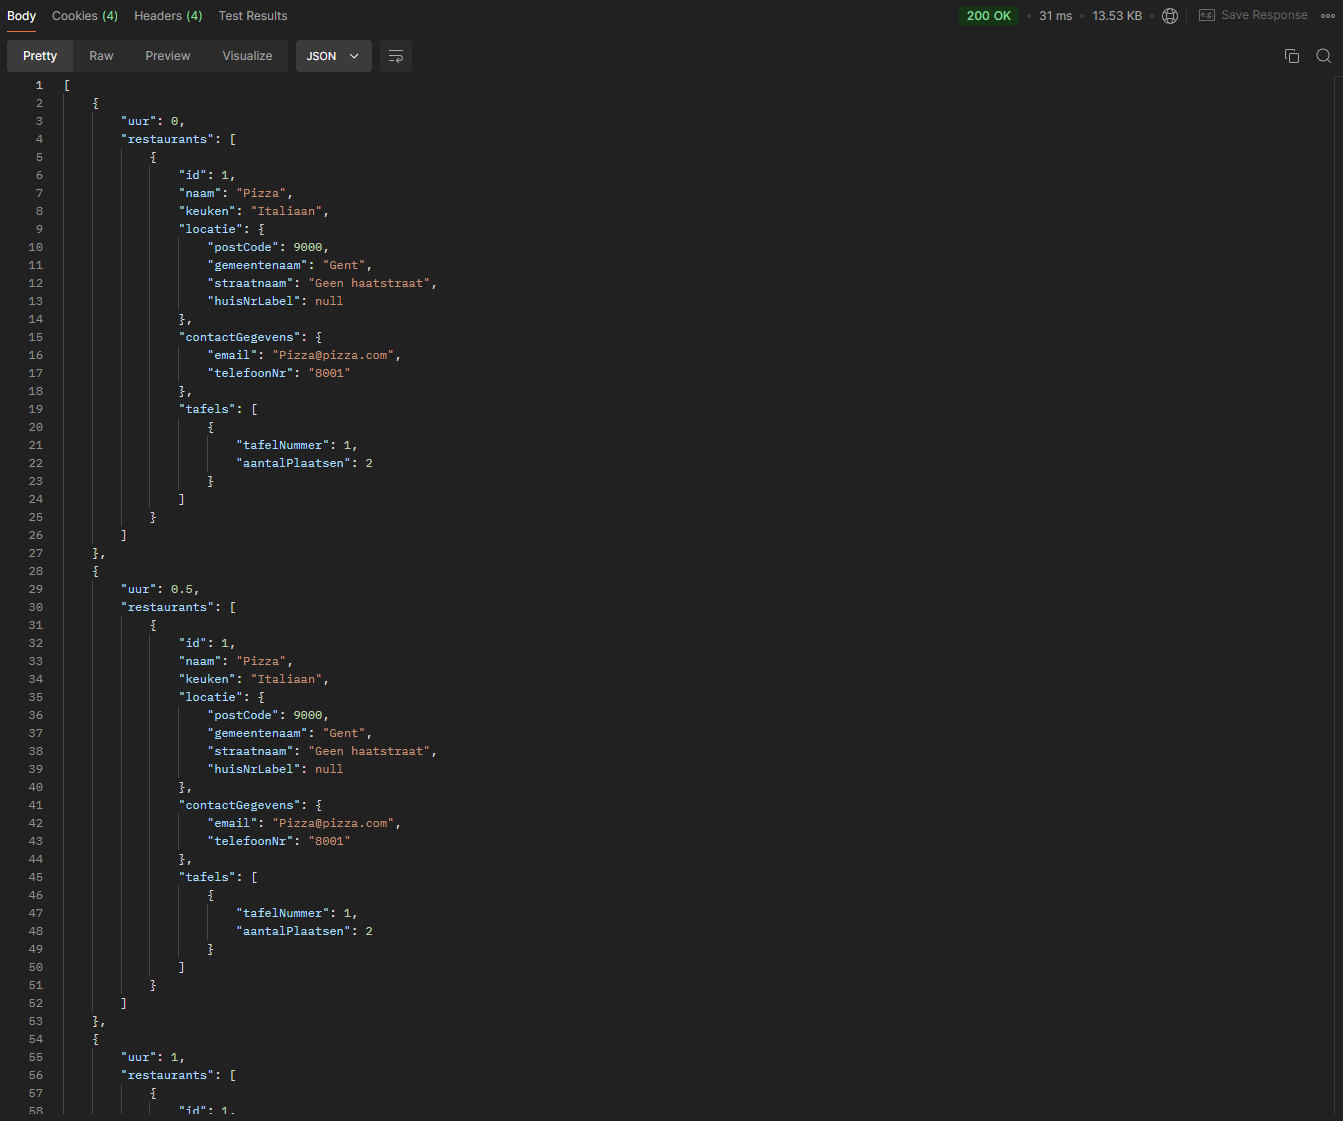 Body Cookies (4) Headers (4) Test Results 200 OK 31 ms 13.53 KB e.g. Save Response
Pretty Raw Preview Visualize JSON
1 [
2 {
3 "uur": 0,
4 "restaurants": [
5 {
6 "id": 1,
7 "naam": "Pizza",
8 "keuken": "Italiaan",
9 "locatie": {
10 "postCode": 9000,
11 "gemeentenaam": "Gent",
12 "straatnaam": "Geen haatstraat",
13 "huisNrLabel": null
14 },
15 "contactGegevens": {
16 "email": "Pizza@pizza.com",
17 "telefoonNr": "8001"
18 },
19 "tafels": [
20 {
21 "tafelNummer": 1,
22 "aantalPlaatsen": 2
23 }
24 ]
25 }
26 ]
27 },
28 {
29 "uur": 0.5,
30 "restaurants": [
31 {
32 "id": 1,
33 "naam": "Pizza",
34 "keuken": "Italiaan",
35 "locatie": {
36 "postCode": 9000,
37 "gemeentenaam": "Gent",
38 "straatnaam": "Geen haatstraat",
39 "huisNrLabel": null
40 },
41 "contactGegevens": {
42 "email": "Pizza@pizza.com",
43 "telefoonNr": "8001"
44 },
45 "tafels": [
46 {
47 "tafelNummer": 1,
48 "aantalPlaatsen": 2
49 }
50 ]
51 }
52 ]
53 },
54 {
55 "uur": 1,
56 "restaurants": [
57 {
58 "id": 1,